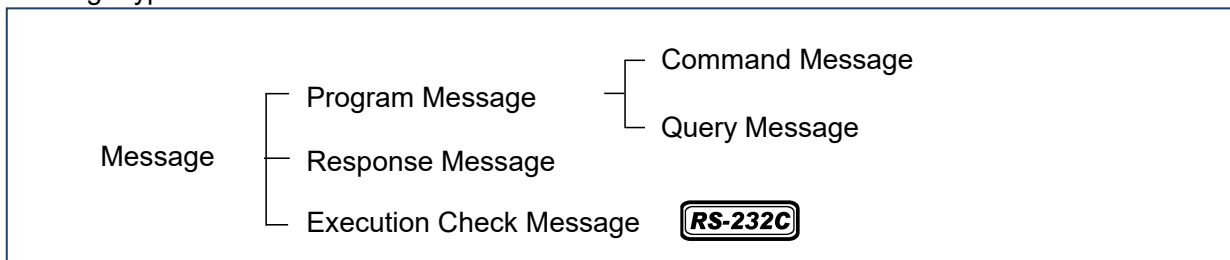 Command Message
Program Message
Query Message
Message
Response Message
Execution Check Message RS-232C